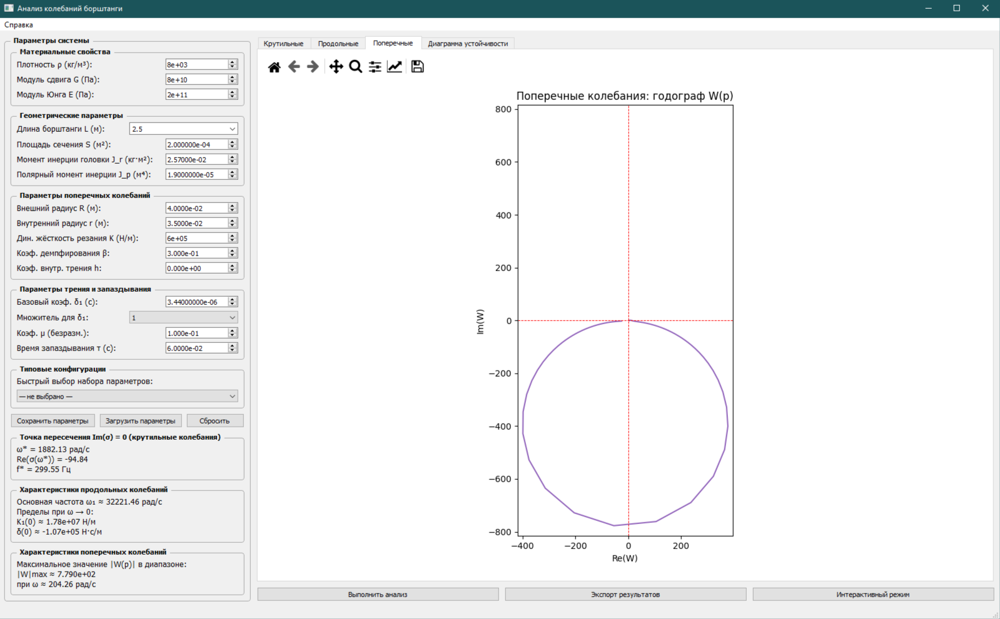 Анализ колебаний борштанги
Справка
Параметры системы
Материальные свойства
Плотность ρ (кг/м³): 8e+03
Модуль сдвига G (Па): 8e+10
Модуль Юнга E (Па): 2e+11
Геометрические параметры
Длина борштанги L (м): 2.5
Площадь сечения S (м²): 2.000000e-04
Момент инерции головки J_r (кг·м²): 2.57000e-02
Полярный момент инерции J_p (м⁴): 1.9000000e-05
Параметры поперечных колебаний
Внешний радиус R (м): 4.0000e-02
Внутренний радиус r (м): 3.5000e-02
Дин. жёсткость резания K (Н/м): 6e+05
Коэф. демпфирования β: 3.000e-01
Коэф. внутр. трения h: 0.000e+00
Параметры трения и запаздывания
Базовый коэф. δ₁ (с): 3.44000000e-06
Множитель для δ₁: 1
Коэф. μ (безразм.): 1.000e-01
Время запаздывания τ (с): 6.0000e-02
Типовые конфигурации
Быстрый выбор набора параметров:
— не выбрано —
Сохранить параметры Загрузить параметры Сбросить
Точка пересечения Im(σ) = 0 (крутильные колебания)
ω* = 1882.13 рад/с
Re(σ(ω*)) = -94.84
f* = 299.55 Гц
Характеристики продольных колебаний
Основная частота ω₁ ≈ 32221.46 рад/с
Пределы при ω → 0:
K₁(0) ≈ 1.78e+07 Н/м
δ(0) ≈ -1.07e+05 Н·с/м
Характеристики поперечных колебаний
Максимальное значение |W(p)| в диапазоне:
|W|max ≈ 7.790e+02
при ω ≈ 204.26 рад/с
Крутильные Продольные Поперечные Диаграмма устойчивости
Поперечные колебания: годограф W(p)
800
600
400
200
0
−200
−400
−600
−800
Im(W)
−400 −200 0 200
Re(W)
Выполнить анализ Экспорт результатов Интерактивный режим